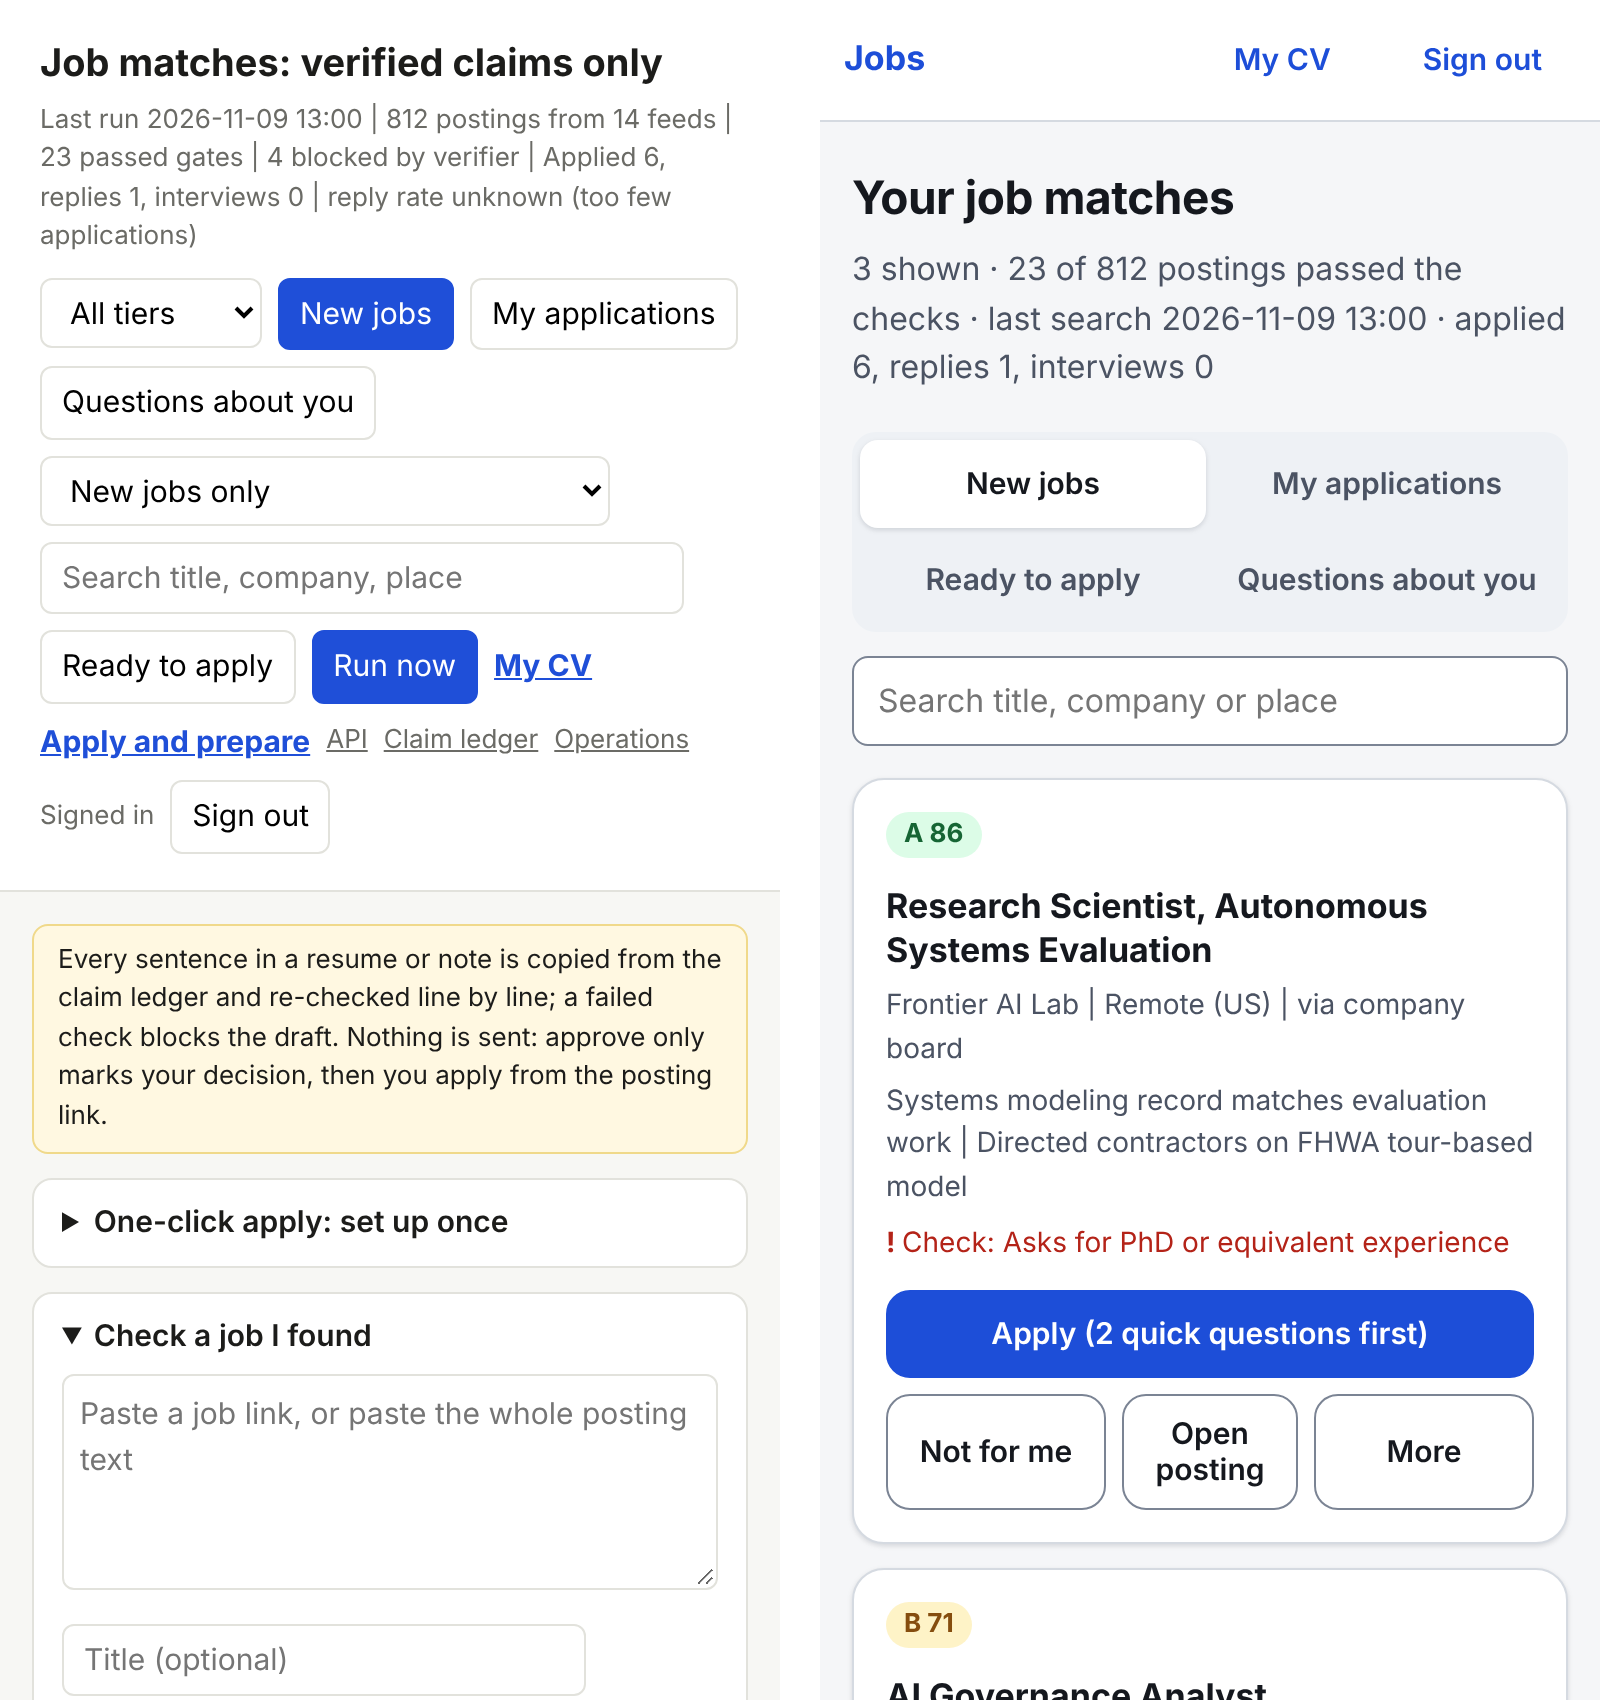 Job matches: verified claims only
Last run 2026-11-09 13:00 | 812 postings from 14 feeds |
23 passed gates | 4 blocked by verifier | Applied 6,
replies 1, interviews 0 | reply rate unknown (too few
applications)
All tiers
New jobs
My applications
Questions about you
New jobs only
Search title, company, place
Ready to apply
Run now
My CV
Apply and prepare
API
Claim ledger
Operations
Signed in
Sign out
Every sentence in a resume or note is copied from the
claim ledger and re-checked line by line; a failed
check blocks the draft. Nothing is sent: approve only
marks your decision, then you apply from the posting
link.
One-click apply: set up once
Check a job I found
Paste a job link, or paste the whole posting
text
Title (optional)
Jobs
My CV
Sign out
Your job matches
3 shown · 23 of 812 postings passed the
checks · last search 2026-11-09 13:00 · applied
6, replies 1, interviews 0
New jobs
My applications
Ready to apply
Questions about you
Search title, company or place
A 86
Research Scientist, Autonomous
Systems Evaluation
Frontier AI Lab | Remote (US) | via company
board
Systems modeling record matches evaluation
work | Directed contractors on FHWA tour-based
model
! Check: Asks for PhD or equivalent experience
Apply (2 quick questions first)
Not for me
Open
posting
More
B 71
AI Governance Analyst